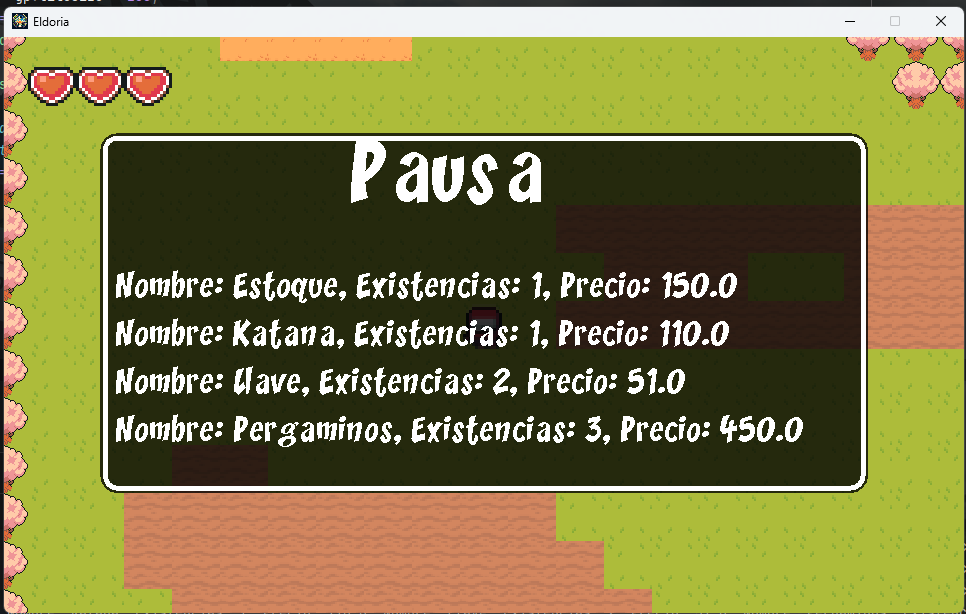 Eldoria
Pausa
Nombre: Estoque, Existencias: 1, Precio: 150.0
Nombre: Katana, Existencias: 1, Precio: 110.0
Nombre: Llave, Existencias: 2, Precio: 51.0
Nombre: Pergaminos, Existencias: 3, Precio: 450.0